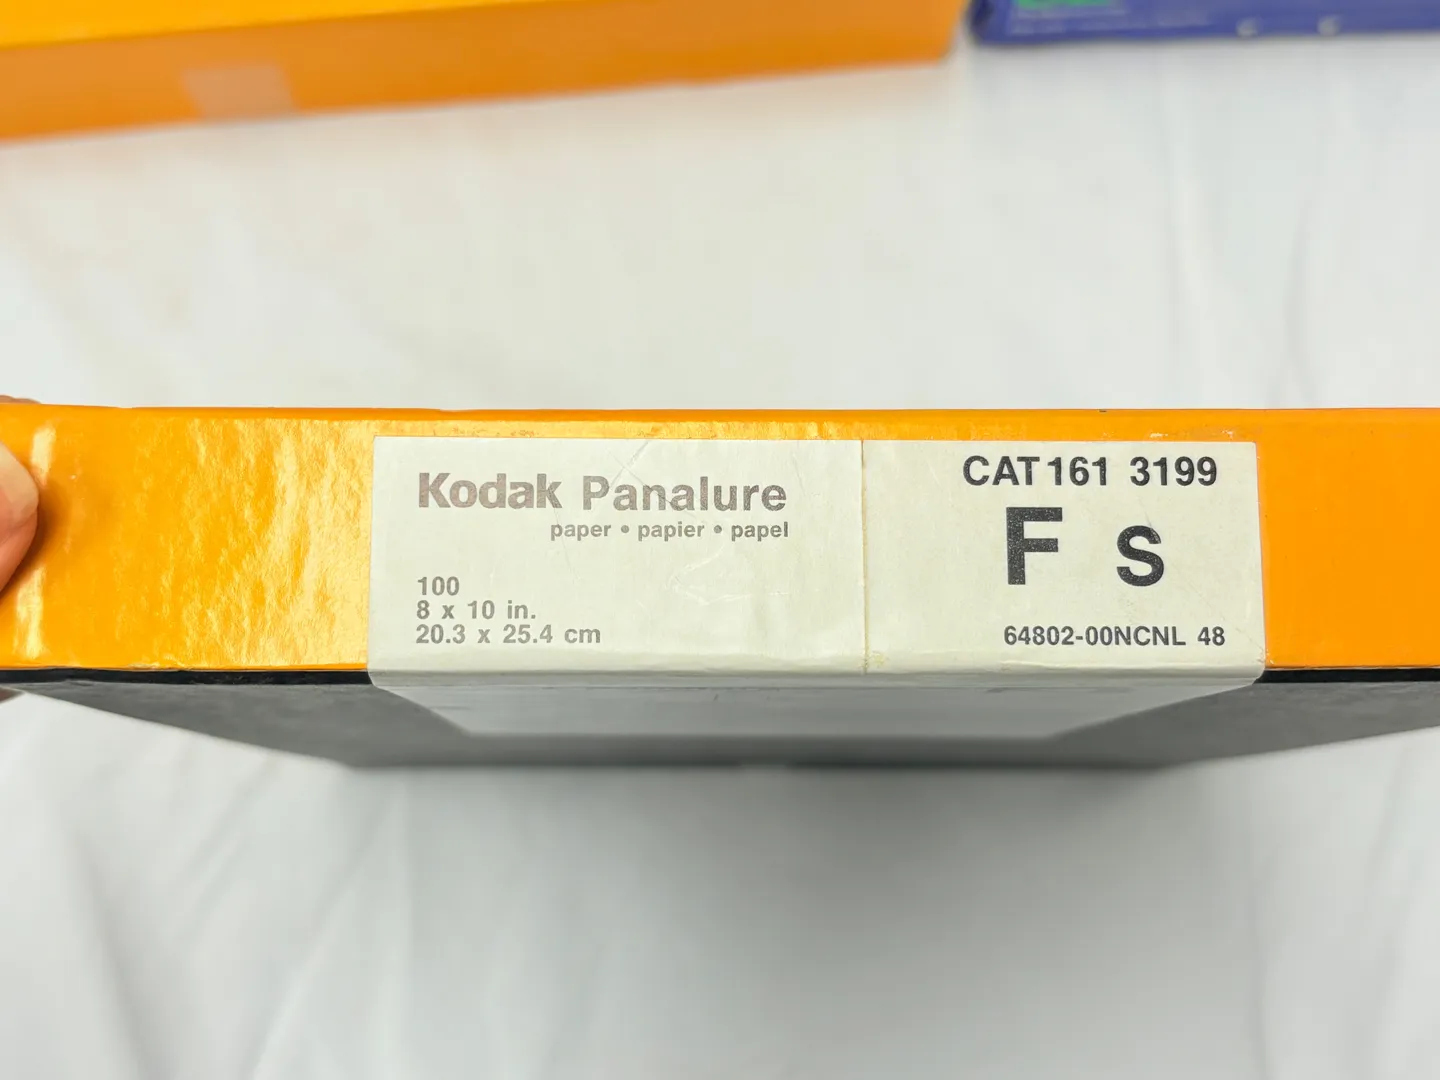 Kodak Panalure
paper • papier • papel
100
8 x 10 in.
20.3 x 25.4 cm
CAT 161 3199
F S
64802-00NCNL 48